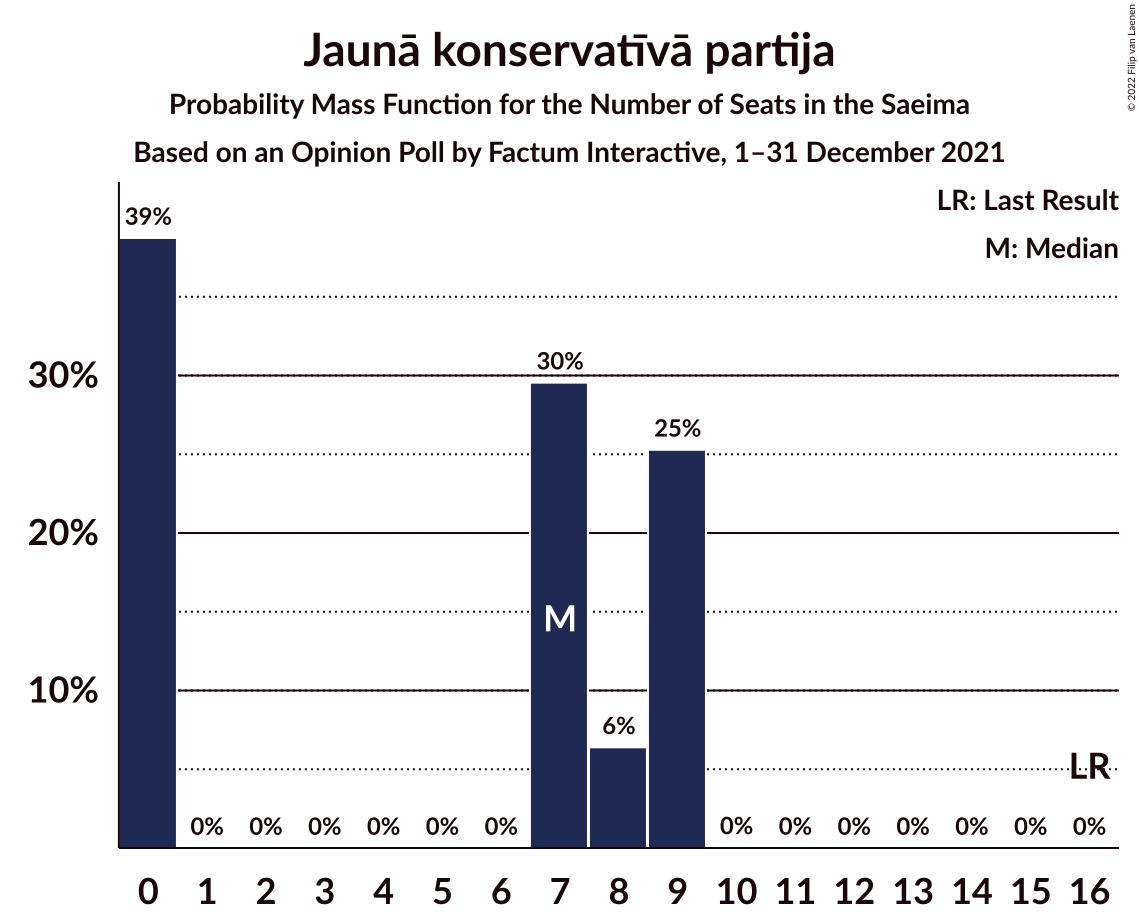 Jaunā konservatīvā partija
Probability Mass Function for the Number of Seats in the Saeima
Based on an Opinion Poll by Factum Interactive, 1–31 December 2021
© 2022 Filip van Laenen
LR: Last Result
M: Median
39%
30%
30%
25%
20%
M
10%
6%
LR
0% 0% 0% 0% 0% 0% 0% 0% 0% 0% 0% 0% 0%
0 1 2 3 4 5 6 7 8 9 10 11 12 13 14 15 16